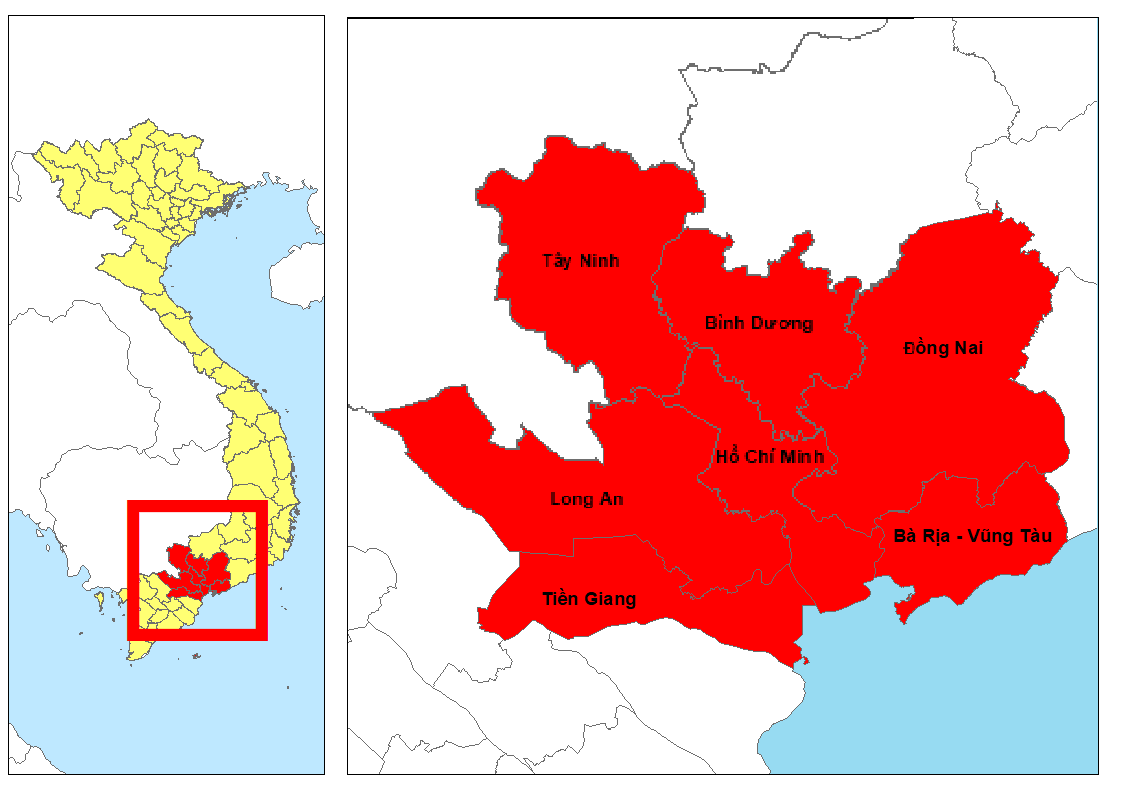 Tây Ninh
Bình Dương
Đồng Nai
Hồ Chí Minh
Long An
Bà Rịa - Vũng Tàu
Tiền Giang